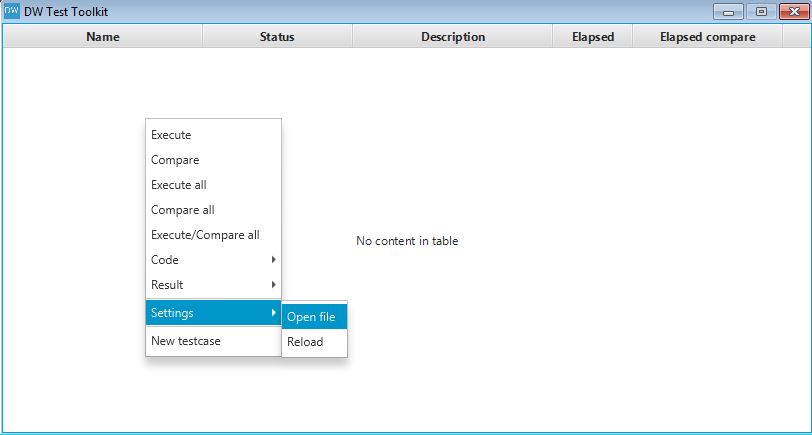 DW DW Test Toolkit
Name Status Description Elapsed Elapsed compare
Execute
Compare
Execute all
Compare all
Execute/Compare all
No content in table
Code
Result
Settings
Open file
New testcase
Reload